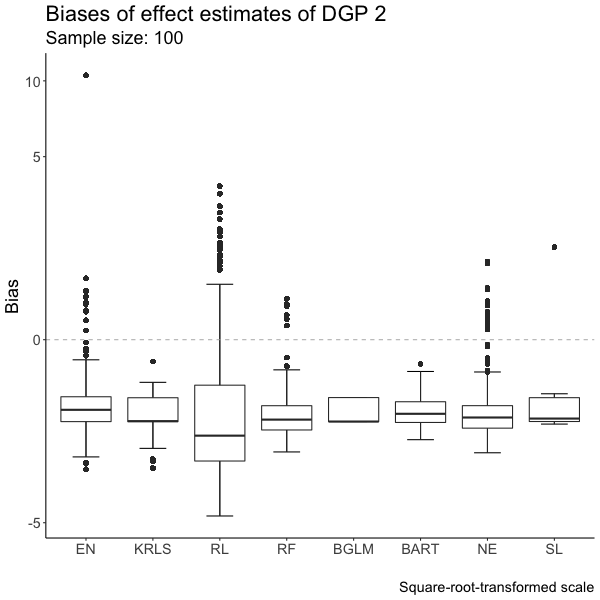 Biases of effect estimates of DGP 2
Sample size: 100
Bias
10
5
0
-5
EN KRLS RL RF BGLM BART NE SL
Square-root-transformed scale